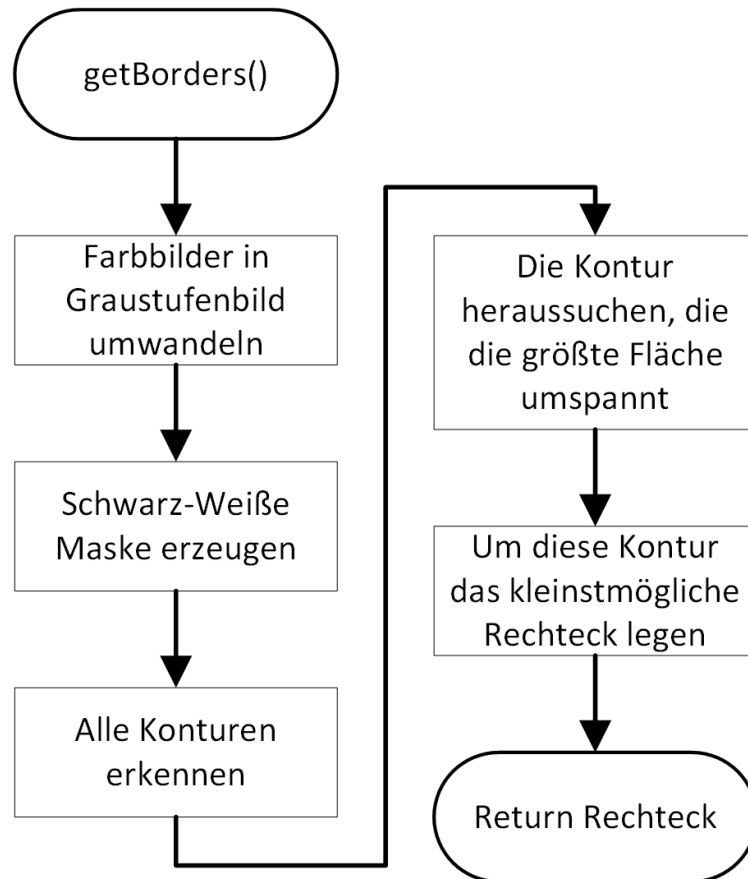 getBorders()
Farbbilder in
Graustufenbild
umwandeln
Schwarz-Weiße
Maske erzeugen
Alle Konturen
erkennen
Die Kontur
heraussuchen, die
die größte Fläche
umspannt
Um diese Kontur
das kleinstmögliche
Rechteck legen
Return Rechteck